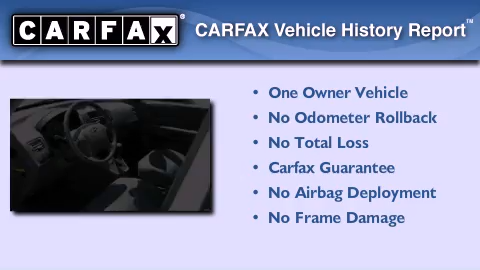 CARFAX® CARFAX Vehicle History Report™
• One Owner Vehicle
• No Odometer Rollback
• No Total Loss
• Carfax Guarantee
• No Airbag Deployment
• No Frame Damage